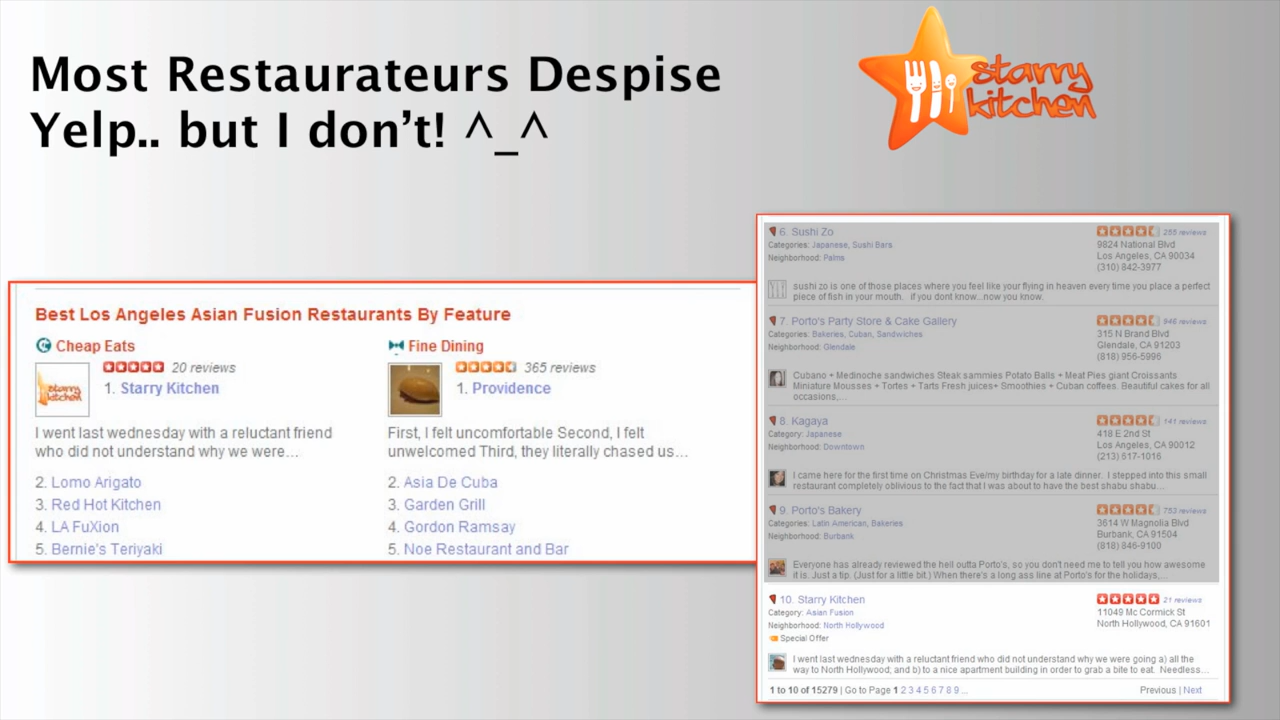 Most Restaurateurs Despise
Yelp.. but I don't! ^_^
starry
kitchen
Best Los Angeles Asian Fusion Restaurants By Feature
Cheap Eats
20 reviews
1. Starry Kitchen
starry
kitchen
I went last wednesday with a reluctant friend
who did not understand why we were...
2. Lomo Arigato
3. Red Hot Kitchen
4. LA FuXion
5. Bernie's Teriyaki
Fine Dining
365 reviews
1. Providence
First, I felt uncomfortable Second, I felt
unwelcomed Third, they literally chased us...
2. Asia De Cuba
3. Garden Grill
4. Gordon Ramsay
5. Noe Restaurant and Bar
6. Sushi Zo
255 reviews
Categories: Japanese, Sushi Bars
Neighborhood: Palms
9824 National Blvd
Los Angeles, CA 90034
(310) 842-3977
sushi zo is one of those places where you feel like your flying in heaven every time you place a perfect
piece of fish in your mouth. if you dont know...now you know.
7. Porto's Party Store & Cake Gallery
946 reviews
Categories: Bakeries, Cuban, Sandwiches
Neighborhood: Glendale
315 N Brand Blvd
Glendale, CA 91203
(818) 956-5996
Cubano + Medinoche sandwiches Steak sammies Potato Balls + Meat Pies giant Croissants
Miniature Mousses + Tortes + Tarts Fresh juices+ Smoothies + Cuban coffees. Beautiful cakes for all
occasions,...
8. Kagaya
141 reviews
Category: Japanese
Neighborhood: Downtown
418 E 2nd St
Los Angeles, CA 90012
(213) 617-1016
I came here for the first time on Christmas Eve/my birthday for a late dinner. I stepped into this small
restaurant completely oblivious to the fact that I was about to have the best shabu shabu...
9. Porto's Bakery
753 reviews
Categories: Latin American, Bakeries
Neighborhood: Burbank
3614 W Magnolia Blvd
Burbank, CA 91504
(818) 846-9100
Everyone has already reviewed the hell outta Porto's, so you don't need me to tell you how awesome
it is. Just a tip. (Just for a little bit.) When there's a long ass line at Porto's for the holidays,...
10. Starry Kitchen
21 reviews
Category: Asian Fusion
Neighborhood: North Hollywood
Special Offer
11049 Mc Cormick St
North Hollywood, CA 91601
I went last wednesday with a reluctant friend who did not understand why we were going a) all the
way to North Hollywood, and b) to a nice apartment building in order to grab a bite to eat. Needless...
1 to 10 of 15279 | Go to Page 1 2 3 4 5 6 7 8 9 ...
Previous | Next